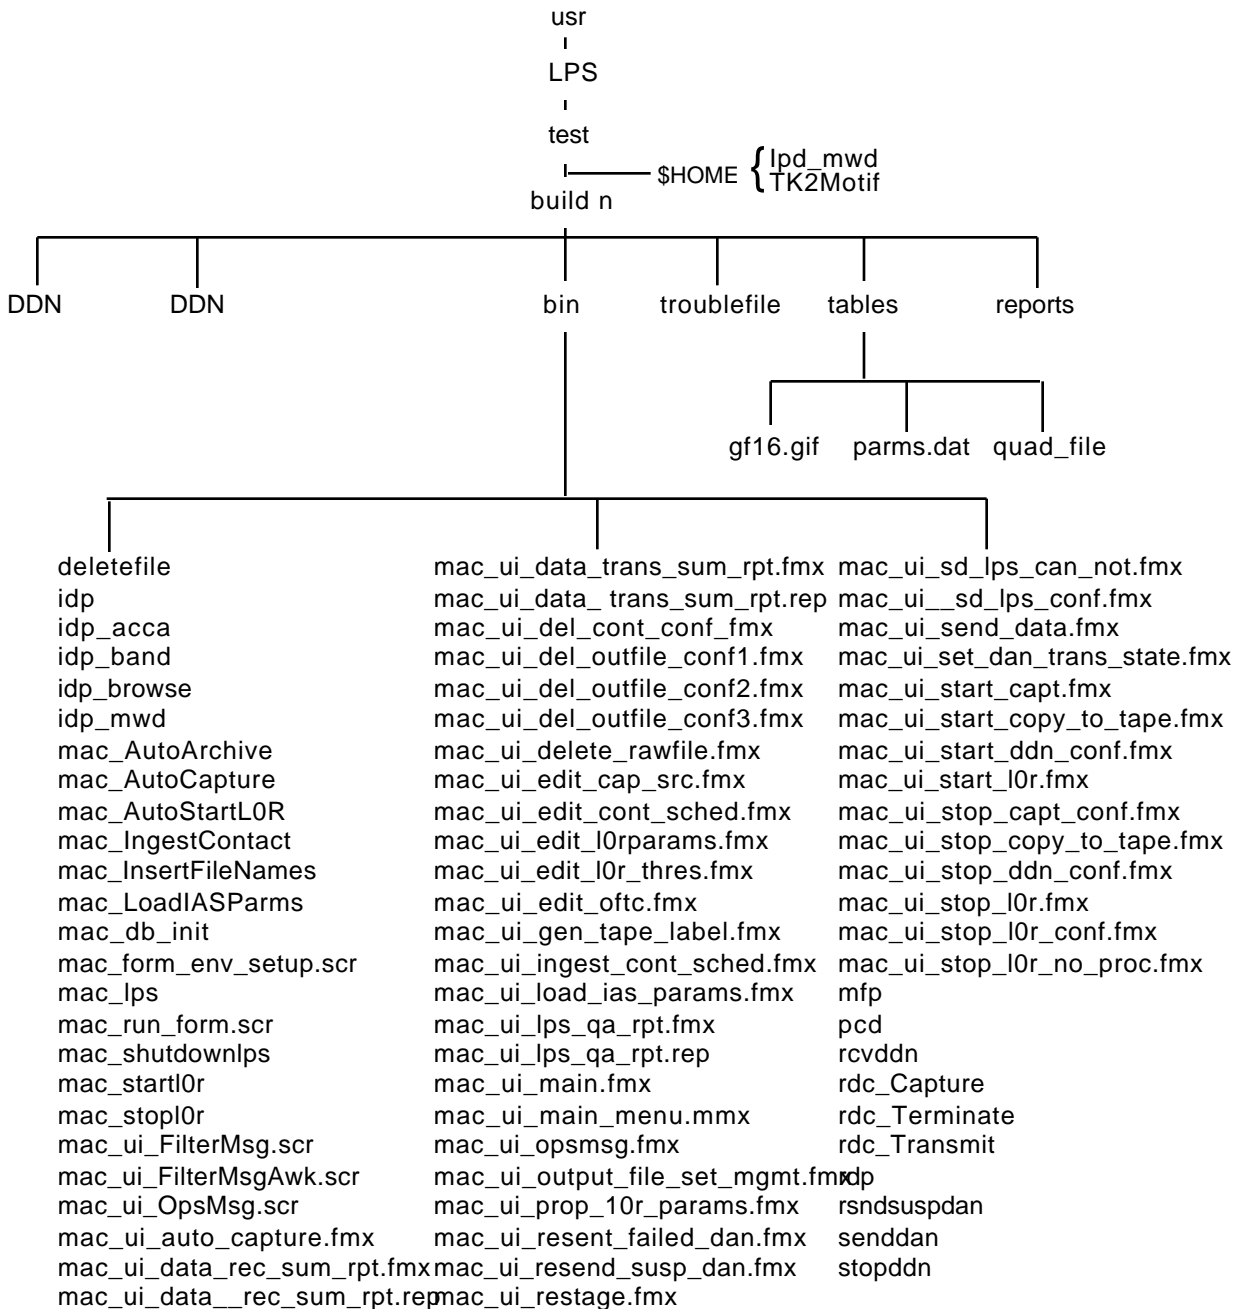 usr
LPS
test
$HOME { lpd_mwd
TK2Motif
build n
DDN DDN bin troublefile tables reports
gf16.gif parms.dat quad_file
deletefile
idp
idp_acca
idp_band
idp_browse
idp_mwd
mac_AutoArchive
mac_AutoCapture
mac_AutoStartL0R
mac_IngestContact
mac_InsertFileNames
mac_LoadIASParms
mac_db_init
mac_form_env_setup.scr
mac_lps
mac_run_form.scr
mac_shutdownlps
mac_startl0r
mac_stopl0r
mac_ui_FilterMsg.scr
mac_ui_FilterMsgAwk.scr
mac_ui_OpsMsg.scr
mac_ui_auto_capture.fmx
mac_ui_data_rec_sum_rpt.fmx
mac_ui_data__rec_sum_rpt.rep
mac_ui_data_trans_sum_rpt.fmx
mac_ui_data_ trans_sum_rpt.rep
mac_ui_del_cont_conf_fmx
mac_ui_del_outfile_conf1.fmx
mac_ui_del_outfile_conf2.fmx
mac_ui_del_outfile_conf3.fmx
mac_ui_delete_rawfile.fmx
mac_ui_edit_cap_src.fmx
mac_ui_edit_cont_sched.fmx
mac_ui_edit_l0rparams.fmx
mac_ui_edit_l0r_thres.fmx
mac_ui_edit_oftc.fmx
mac_ui_gen_tape_label.fmx
mac_ui_ingest_cont_sched.fmx
mac_ui_load_ias_params.fmx
mac_ui_lps_qa_rpt.fmx
mac_ui_lps_qa_rpt.rep
mac_ui_main.fmx
mac_ui_main_menu.mmx
mac_ui_opsmsg.fmx
mac_ui_output_file_set_mgmt.fmx
mac_ui_prop_10r_params.fmx
mac_ui_resent_failed_dan.fmx
mac_ui_resend_susp_dan.fmx
mac_ui_restage.fmx
mac_ui_sd_lps_can_not.fmx
mac_ui__sd_lps_conf.fmx
mac_ui_send_data.fmx
mac_ui_set_dan_trans_state.fmx
mac_ui_start_capt.fmx
mac_ui_start_copy_to_tape.fmx
mac_ui_start_ddn_conf.fmx
mac_ui_start_l0r.fmx
mac_ui_stop_capt_conf.fmx
mac_ui_stop_copy_to_tape.fmx
mac_ui_stop_ddn_conf.fmx
mac_ui_stop_l0r.fmx
mac_ui_stop_l0r_conf.fmx
mac_ui_stop_l0r_no_proc.fmx
mfp
pcd
rcvddn
rdc_Capture
rdc_Terminate
rdc_Transmit
rdp
rsndsuspdan
senddan
stopddn